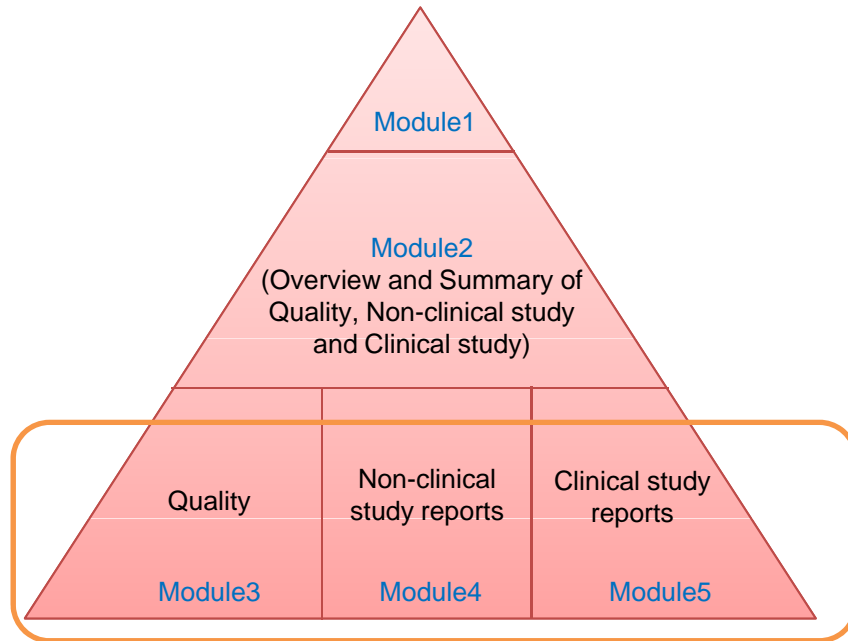 Module1
Module2
(Overview and Summary of
Quality, Non-clinical study
and Clinical study)
Quality
Non-clinical
study reports
Clinical study
reports
Module3
Module4
Module5